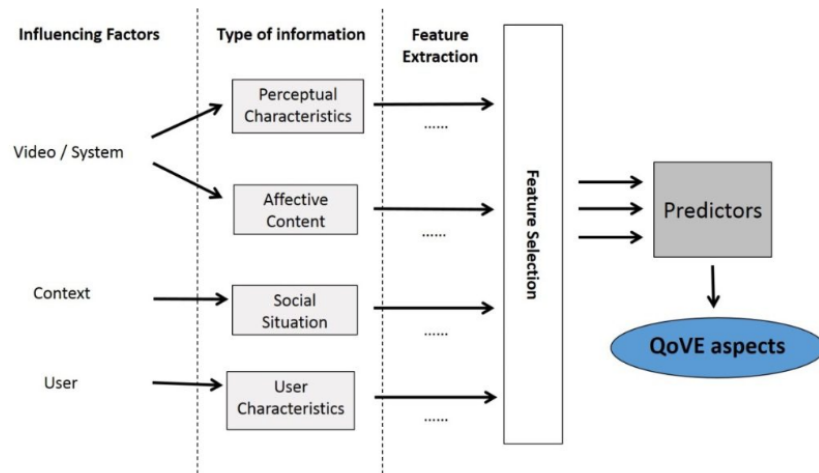 Influencing Factors
Type of information
Feature
Extraction
Perceptual
Characteristics
......
Video / System
Affective
Content
......
Context
Social
Situation
......
User
User
Characteristics
......
Feature Selection
Predictors
QoVE aspects